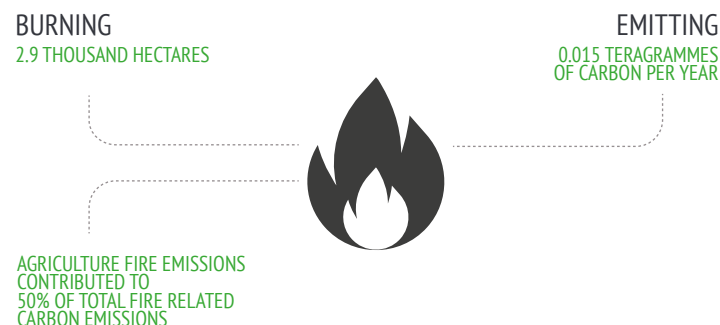 BURNING
2.9 THOUSAND HECTARES
EMITTING
0.015 TERAGRAMMES
OF CARBON PER YEAR
AGRICULTURE FIRE EMISSIONS
CONTRIBUTED TO
50% OF TOTAL FIRE RELATED
CARBON EMISSIONS